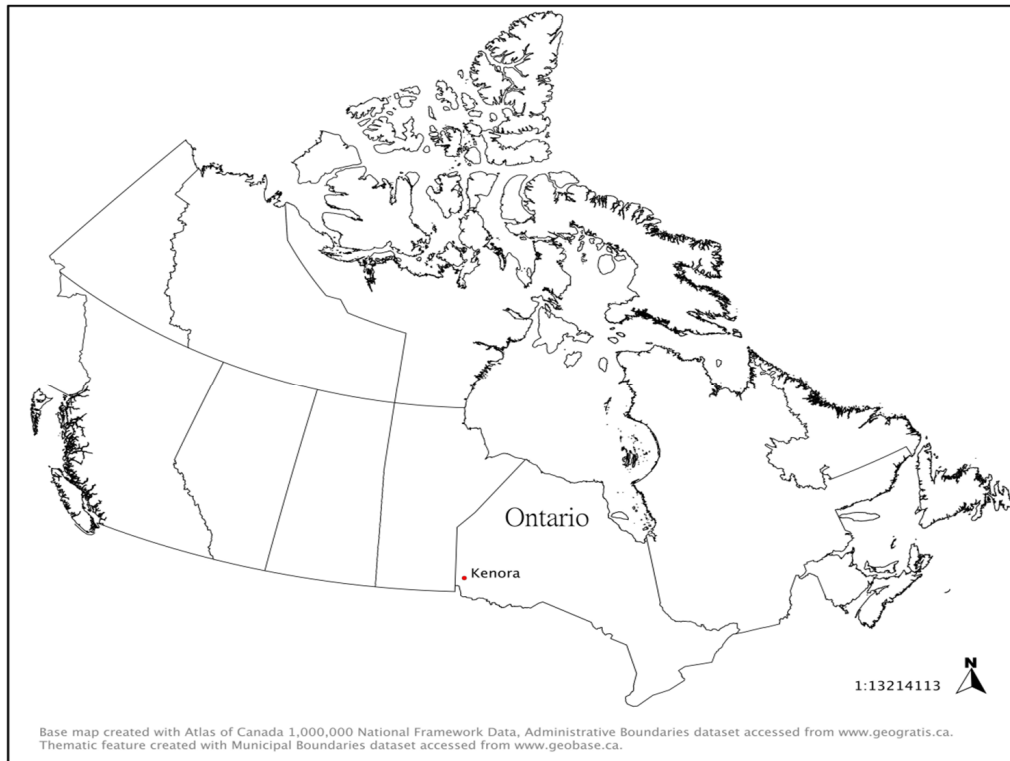 Ontario
Kenora
N
1:13214113
Base map created with Atlas of Canada 1,000,000 National Framework Data, Administrative Boundaries dataset accessed from www.geogratis.ca.
Thematic feature created with Municipal Boundaries dataset accessed from www.geobase.ca.